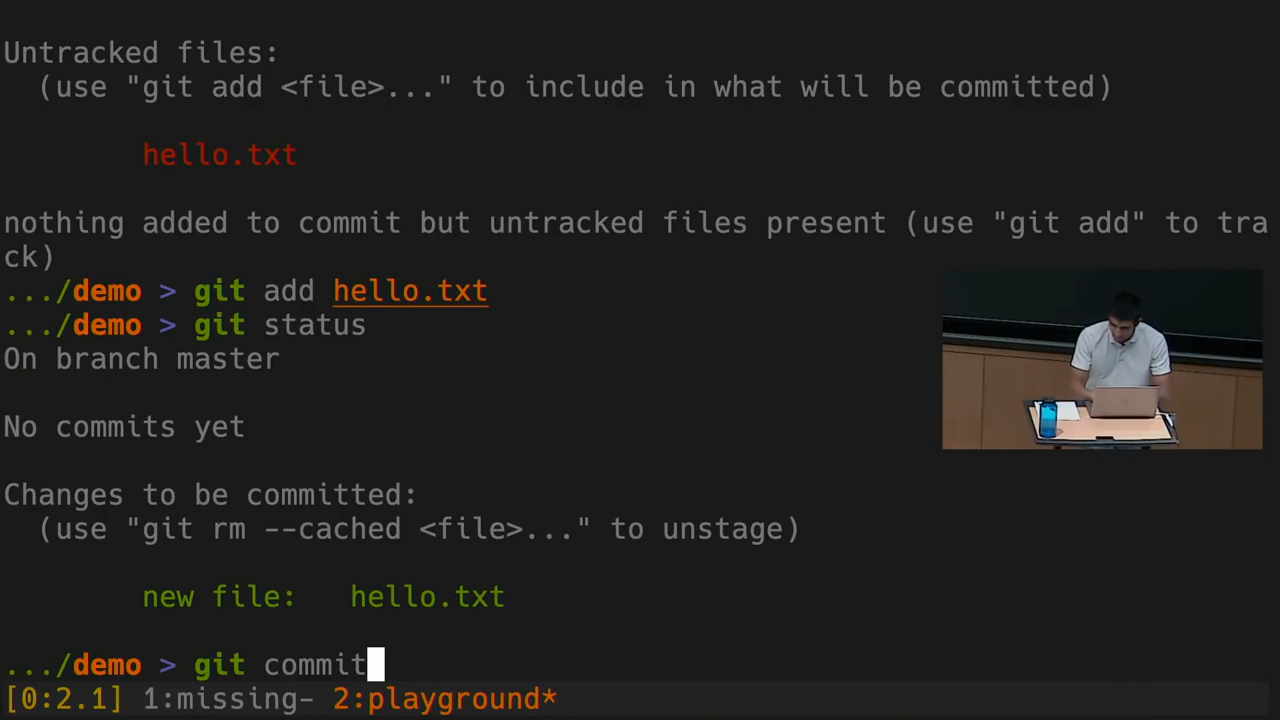 Untracked files:
  (use "git add <file>..." to include in what will be committed)
        hello.txt
nothing added to commit but untracked files present (use "git add" to tra
ck)
.../demo > git add hello.txt
.../demo > git status
On branch master
No commits yet
Changes to be committed:
  (use "git rm --cached <file>..." to unstage)
        new file:   hello.txt
.../demo > git commit
[0:2.1] 1:missing- 2:playground*